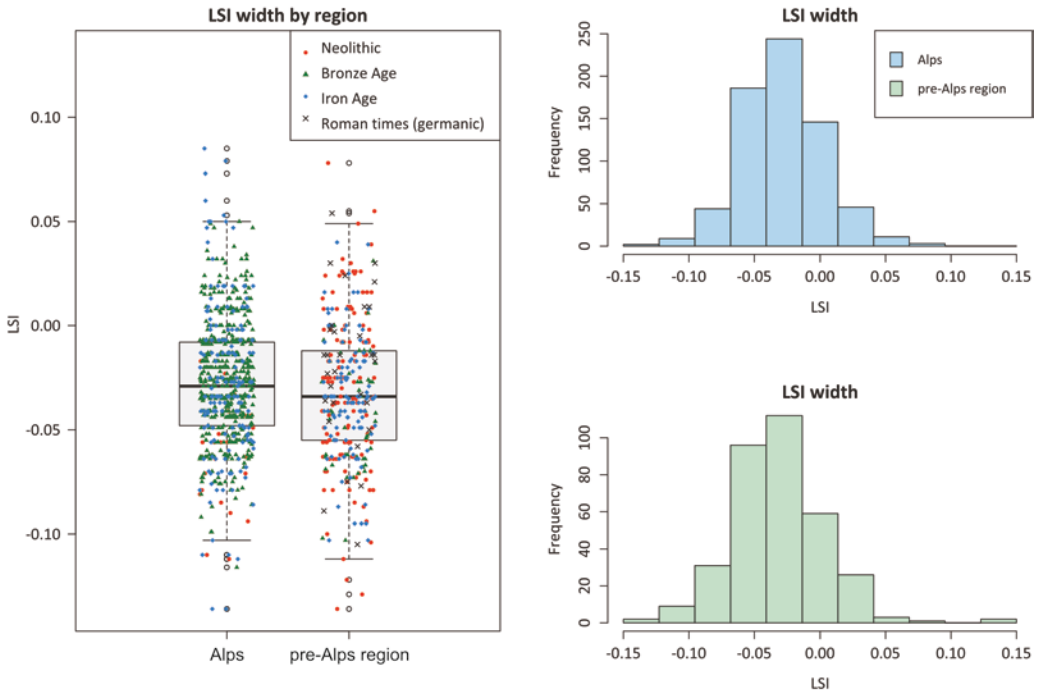 LSI width by region
Neolithic
Bronze Age
Iron Age
Roman times (germanic)
LSI
0.10
0.05
0.00
-0.05
-0.10
Alps
pre-Alps region
LSI width
Alps
pre-Alps region
Frequency
250
200
150
100
50
0
-0.15
-0.10
-0.05
0.00
0.05
0.10
0.15
LSI
LSI width
Frequency
100
80
60
40
20
0
-0.15
-0.10
-0.05
0.00
0.05
0.10
0.15
LSI